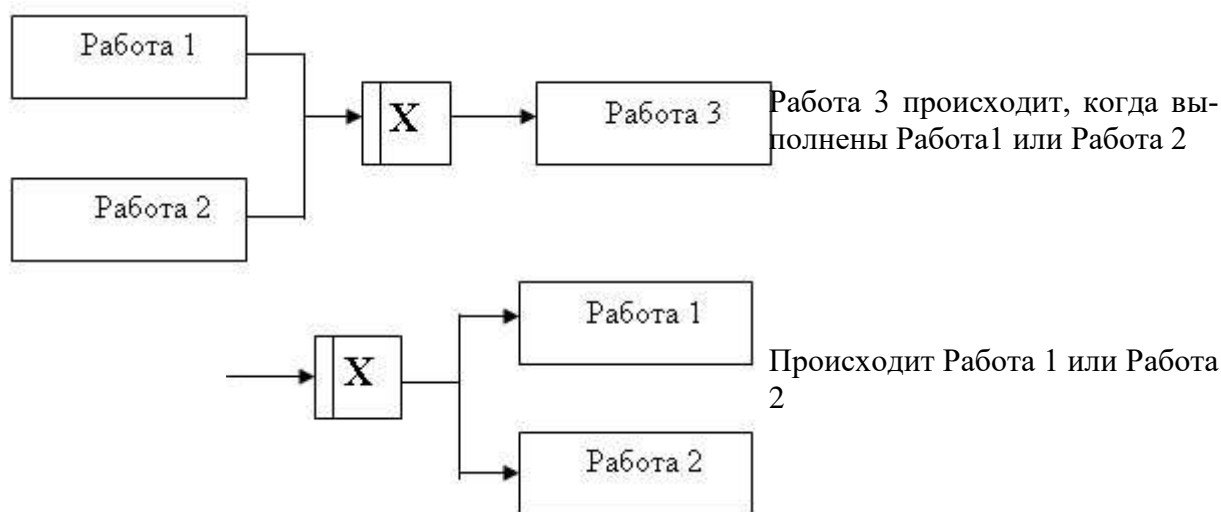 Работа 1
X
Работа 3
Работа 3 происходит, когда вы-
полнены Работа1 или Работа 2
Работа 2
Работа 1
X
Происходит Работа 1 или Работа
2
Работа 2